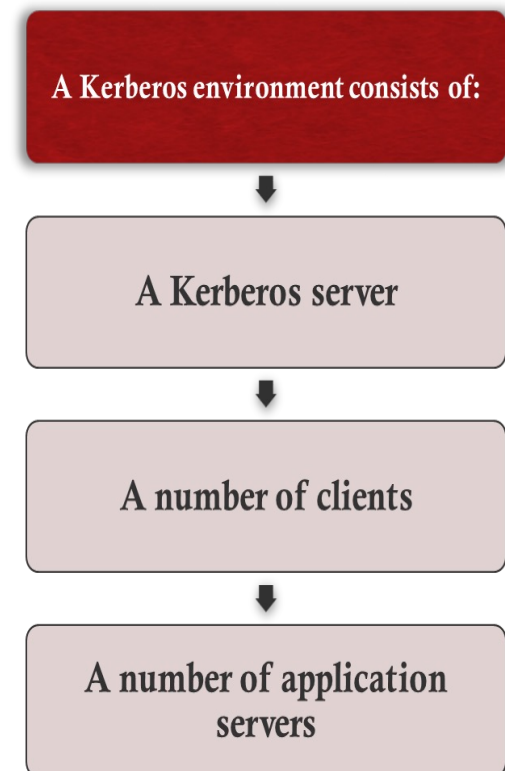 A Kerberos environment consists of:
A Kerberos server
A number of clients
A number of application
servers